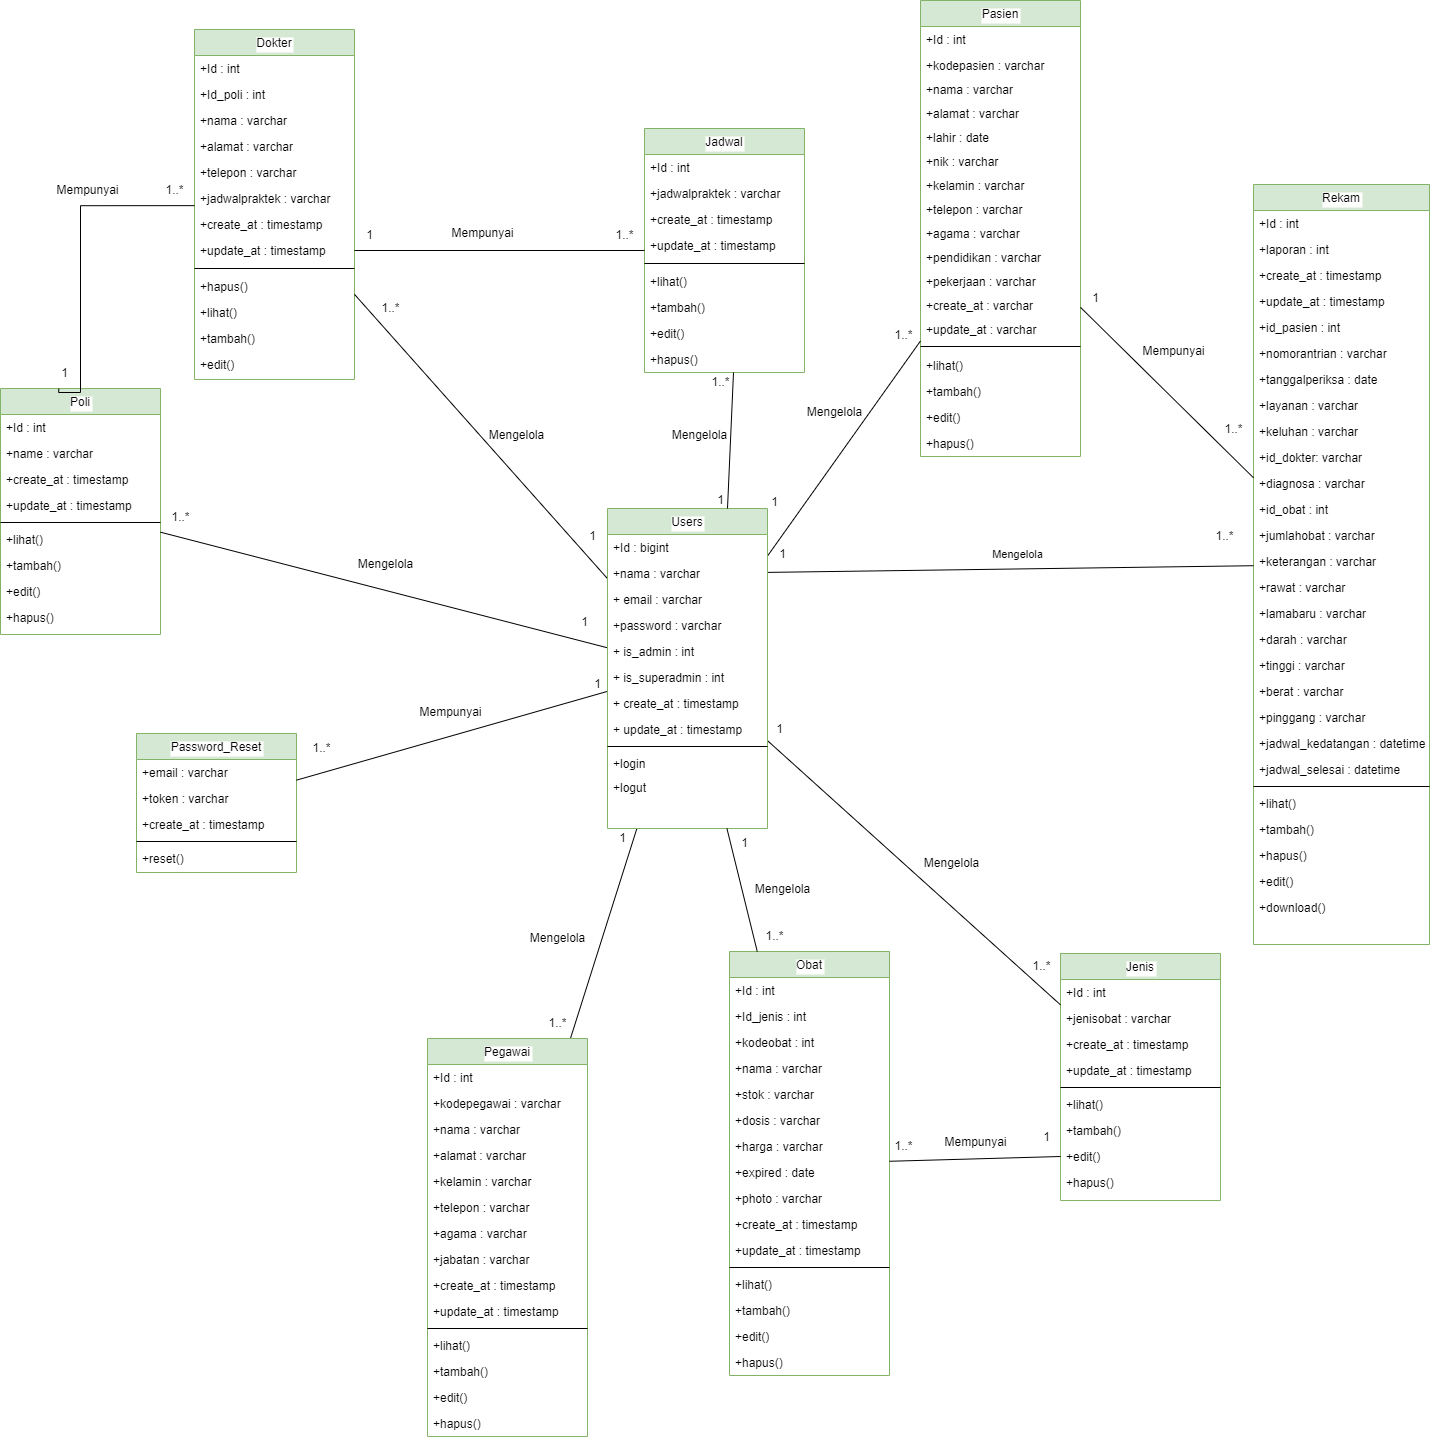 Dokter
+Id : int
+Id_poli : int
+nama : varchar
+alamat : varchar
+telepon : varchar
+jadwalpraktek : varchar
+create_at : timestamp
+update_at : timestamp
+hapus()
+lihat()
+tambah()
+edit()
Mempunyai
1..*
1
1
Mempunyai
1..*
1..*
Jadwal
+Id : int
+jadwalpraktek : varchar
+create_at : timestamp
+update_at : timestamp
+lihat()
+tambah()
+edit()
+hapus()
1..*
Mengelola
1
Pasien
+Id : int
+kodepasien : varchar
+nama : varchar
+alamat : varchar
+lahir : date
+nik : varchar
+kelamin : varchar
+telepon : varchar
+agama : varchar
+pendidikan : varchar
+pekerjaan : varchar
+create_at : varchar
+update_at : varchar
+lihat()
+tambah()
+edit()
+hapus()
1..*
Mengelola
1
1
Mempunyai
1..*
Rekam
+Id : int
+laporan : int
+create_at : timestamp
+update_at : timestamp
+id_pasien : int
+nomorantrian : varchar
+tanggalperiksa : date
+layanan : varchar
+keluhan : varchar
+id_dokter: varchar
+diagnosa : varchar
+id_obat : int
+jumlahobat : varchar
+keterangan : varchar
+rawat : varchar
+lamabaru : varchar
+darah : varchar
+tinggi : varchar
+berat : varchar
+pinggang : varchar
+jadwal_kedatangan : datetime
+jadwal_selesai : datetime
+lihat()
+tambah()
+hapus()
+edit()
+download()
1..*
Mengelola
1
Poli
+Id : int
+name : varchar
+create_at : timestamp
+update_at : timestamp
+lihat()
+tambah()
+edit()
+hapus()
1..*
Mengelola
1
Mengelola
1
Users
+Id : bigint
+nama : varchar
+ email : varchar
+password : varchar
+ is_admin : int
+ is_superadmin : int
+ create_at : timestamp
+ update_at : timestamp
+login
+logut
1
Mempunyai
1..*
Password_Reset
+email : varchar
+token : varchar
+create_at : timestamp
+reset()
1
Mengelola
1..*
1
Mengelola
1..*
1
Mengelola
1..*
Pegawai
+Id : int
+kodepegawai : varchar
+nama : varchar
+alamat : varchar
+kelamin : varchar
+telepon : varchar
+agama : varchar
+jabatan : varchar
+create_at : timestamp
+update_at : timestamp
+lihat()
+tambah()
+edit()
+hapus()
Obat
+Id : int
+Id_jenis : int
+kodeobat : int
+nama : varchar
+stok : varchar
+dosis : varchar
+harga : varchar
+expired : date
+photo : varchar
+create_at : timestamp
+update_at : timestamp
+lihat()
+tambah()
+edit()
+hapus()
1..*
Mempunyai
1
Jenis
+Id : int
+jenisobat : varchar
+create_at : timestamp
+update_at : timestamp
+lihat()
+tambah()
+edit()
+hapus()